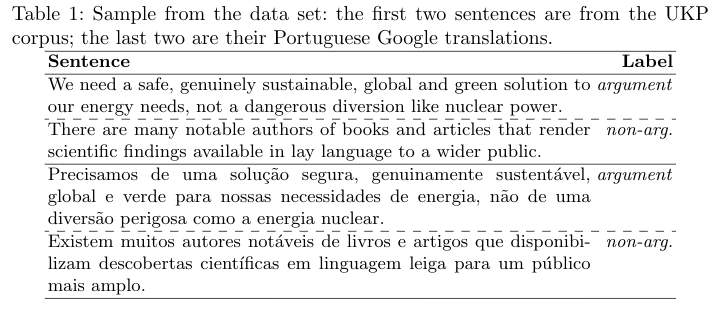 Table 1: Sample from the data set: the first two sentences are from the UKP
corpus; the last two are their Portuguese Google translations.
Sentence Label
We need a safe, genuinely sustainable, global and green solution to argument
our energy needs, not a dangerous diversion like nuclear power.
There are many notable authors of books and articles that render non-arg.
scientific findings available in lay language to a wider public.
Precisamos de uma solução segura, genuinamente sustentável, argument
global e verde para nossas necessidades de energia, não de uma
diversão perigosa como a energia nuclear.
Existem muitos autores notáveis de livros e artigos que disponibi- non-arg.
lizam descobertas científicas em linguagem leiga para um público
mais amplo.